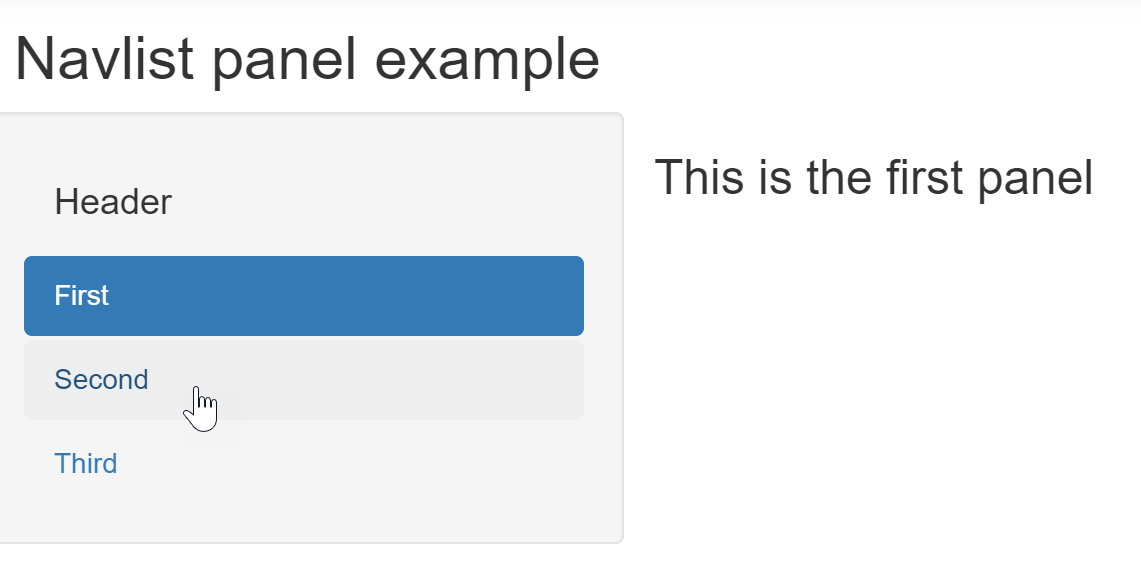 Navlist panel example
Header
First
Second
Third
This is the first panel